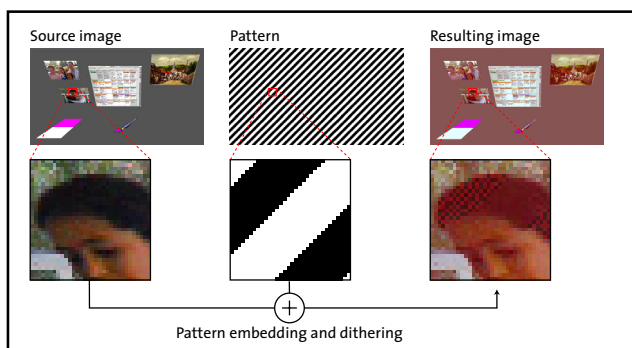 Source image
Pattern
Resulting image
Pattern embedding and dithering